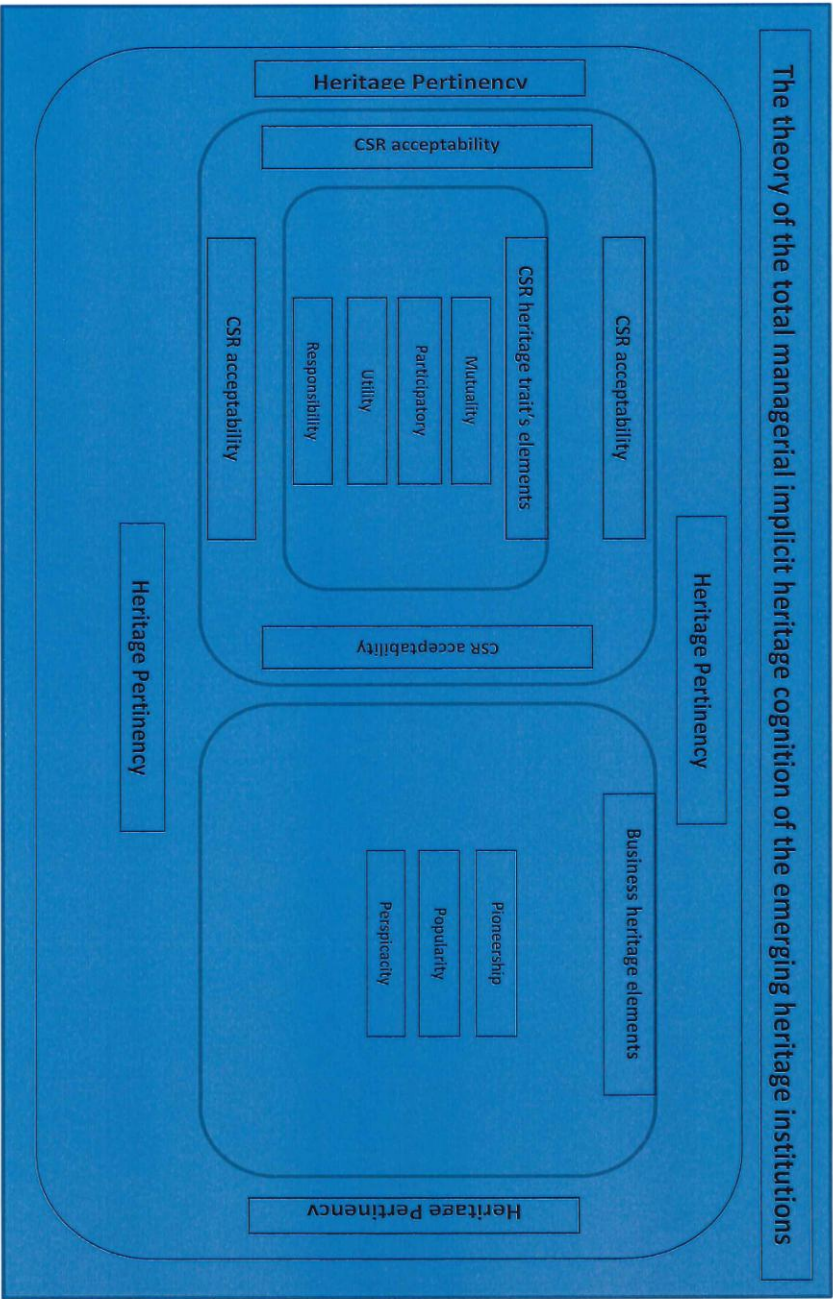 The theory of the total managerial implicit heritage cognition of the emerging heritage institutions
Heritage Pertinency
Heritage Pertinency
CSR acceptability
CSR acceptability
CSR heritage trait's elements
Mutuality
Participatory
Utility
Responsibility
CSR acceptability
CSR acceptability
Business heritage elements
Pioneership
Popularity
Perspicacity
Heritage Pertinency
Heritage Pertinency